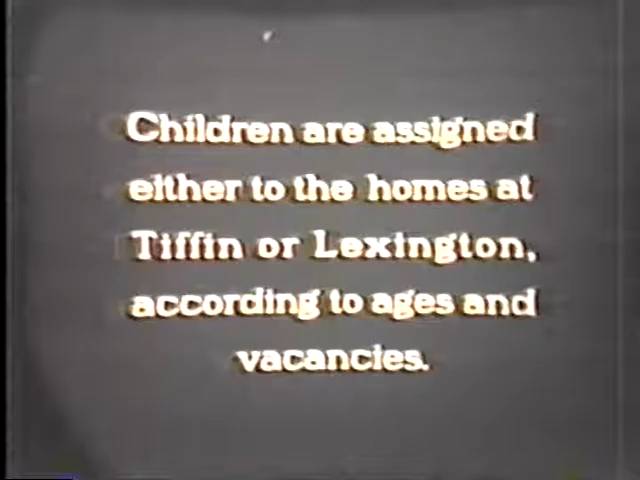 Children are assigned
either to the homes at
Tiffin or Lexington,
according to ages and
vacancies.